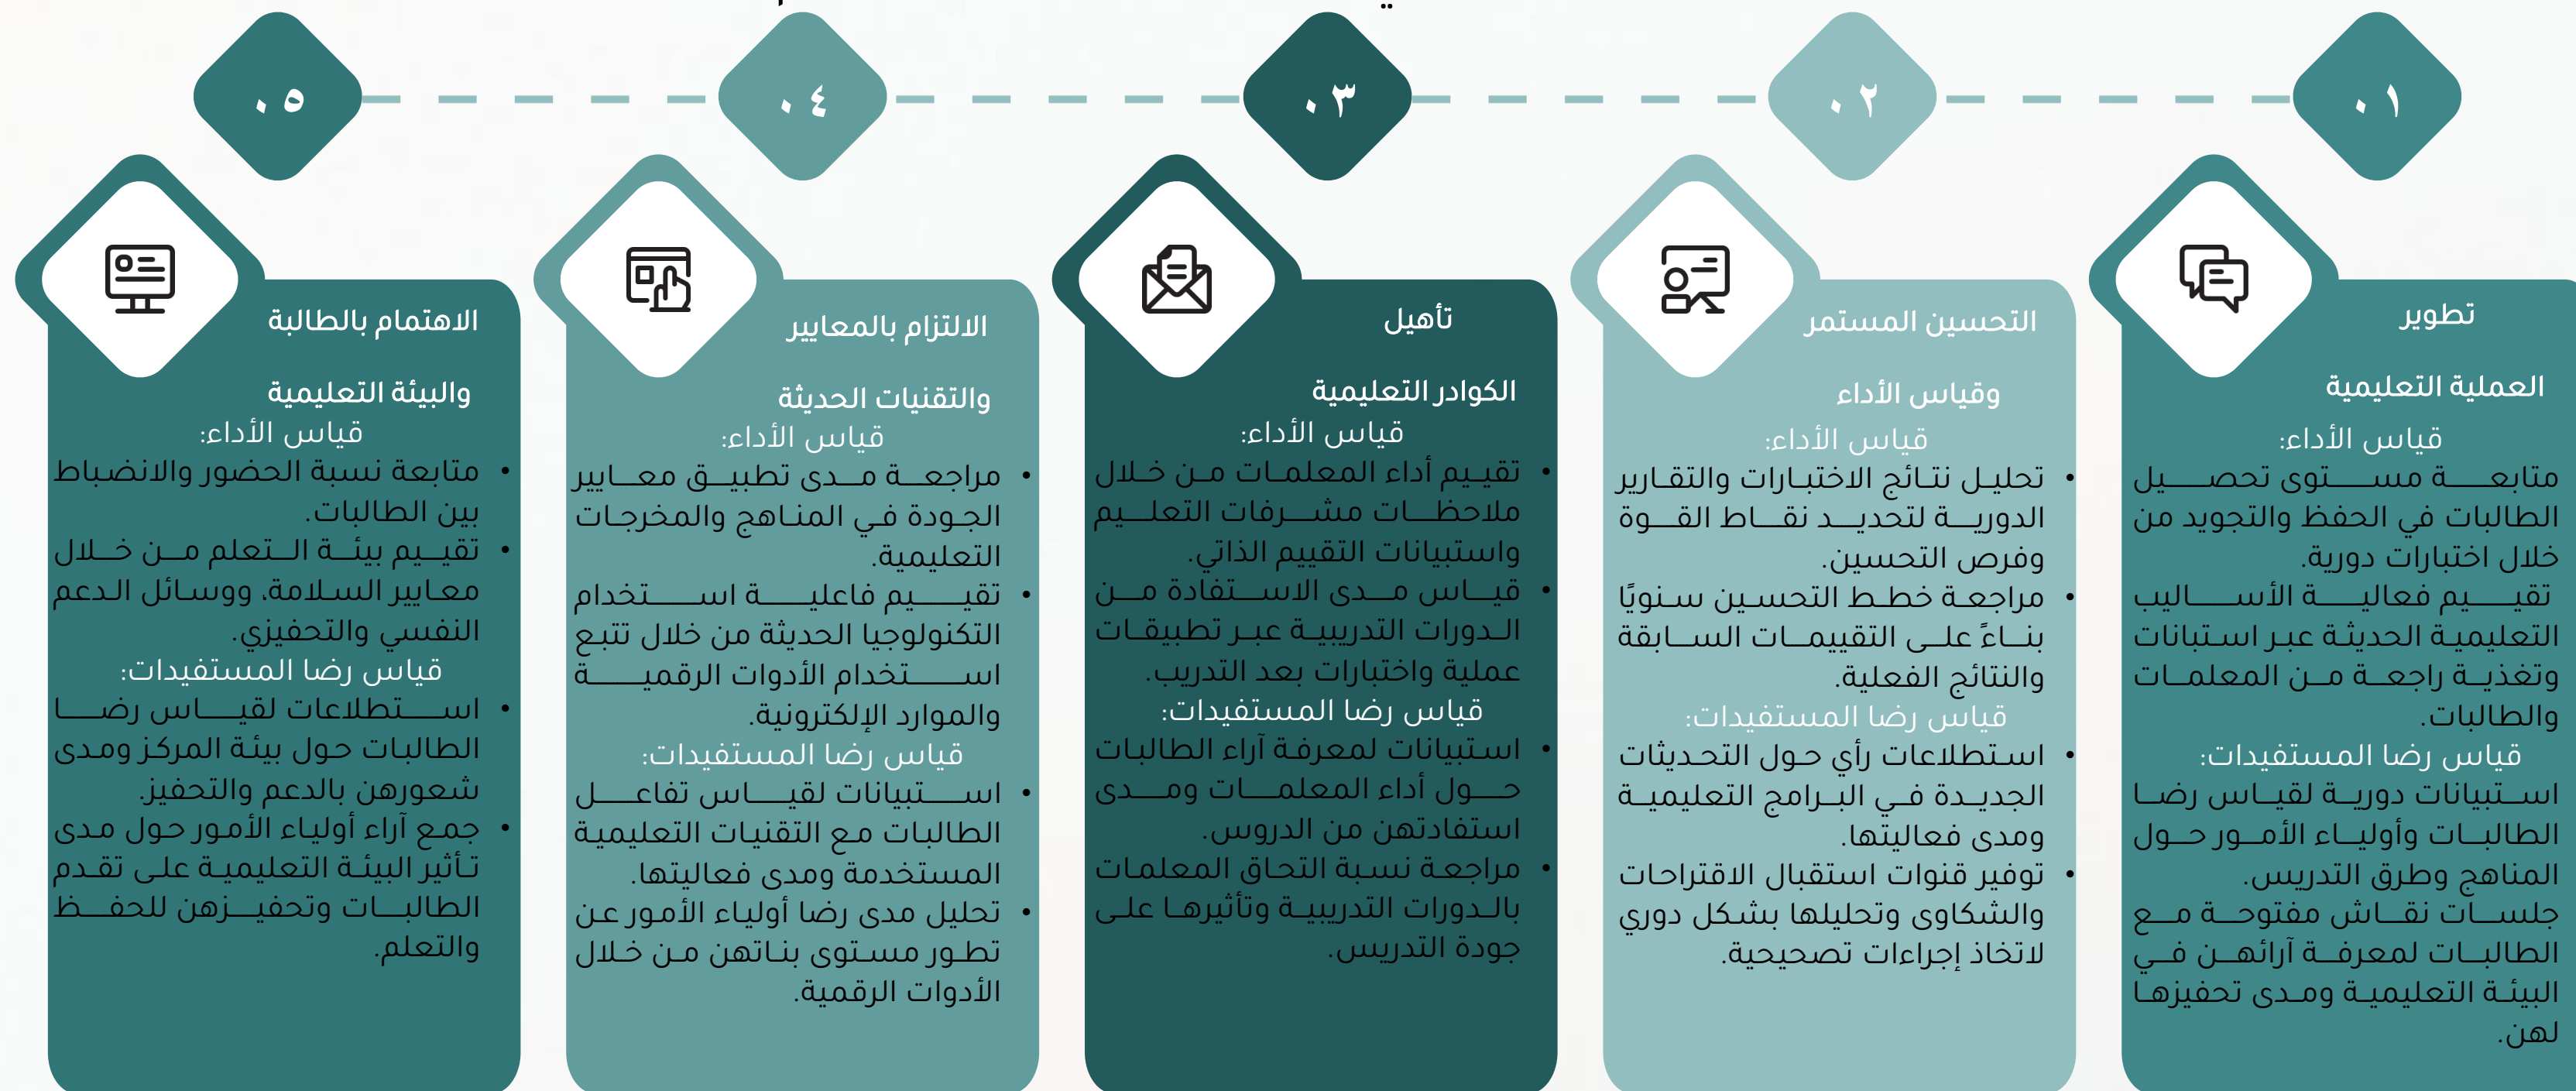 ٠١
تطوير
العملية التعليمية
قياس الأداء:
متابعة مستوى تحصيل
الطالبات في الحفظ والتجويد من
خلال اختبارات دورية.
تقييم فعالية الأساليب
التعليمية الحديثة عبر استبانات
وتغذية راجعة من المعلمات
والطالبات.
قياس رضا المستفيدات:
استبيانات دورية لقياس رضا
الطالبات وأولياء الأمور حول
المناهج وطرق التدريس.
جلسات نقاش مفتوحة مع
الطالبات لمعرفة آرائهن في
البيئة التعليمية ومدى تحفيزها
لهن.
٠٢
التحسين المستمر
وقياس الأداء
قياس الأداء:
• تحليل نتائج الاختبارات والتقارير
الدورية لتحديد نقاط القوة
وفرص التحسين.
• مراجعة خطط التحسين سنويًا
بناءً على التقييمات السابقة
والنتائج الفعلية.
قياس رضا المستفيدات:
• استطلاعات رأي حول التحديثات
الجديدة في البرامج التعليمية
ومدى فعاليتها.
• توفير قنوات استقبال الاقتراحات
والشكاوى وتحليلها بشكل دوري
لاتخاذ إجراءات تصحيحية.
٠٣
تأهيل
الكوادر التعليمية
قياس الأداء:
• تقييم أداء المعلمات من خلال
ملاحظات مشرفات التعليم
واستبيانات التقييم الذاتي.
• قياس مدى الاستفادة من
الدورات التدريبية عبر تطبيقات
عملية واختبارات بعد التدريب.
قياس رضا المستفيدات:
• استبيانات لمعرفة آراء الطالبات
حول أداء المعلمات ومدى
استفادتهن من الدروس.
• مراجعة نسبة التحاق المعلمات
بالدورات التدريبية وتأثيرها على
جودة التدريس.
٠٤
الالتزام بالمعايير
والتقنيات الحديثة
قياس الأداء:
• مراجعة مدى تطبيق معايير
الجودة في المناهج والمخرجات
التعليمية.
• تقييم فاعلية استخدام
التكنولوجيا الحديثة من خلال تتبع
استخدام الأدوات الرقمية
والموارد الإلكترونية.
قياس رضا المستفيدات:
• استبيانات لقياس تفاعل
الطالبات مع التقنيات التعليمية
المستخدمة ومدى فعاليتها.
• تحليل مدى رضا أولياء الأمور عن
تطور مستوى بناتهن من خلال
الأدوات الرقمية.
٠٥
الاهتمام بالطالبة
والبيئة التعليمية
قياس الأداء:
• متابعة نسبة الحضور والانضباط
بين الطالبات.
• تقييم بيئة التعلم من خلال
معايير السلامة، ووسائل الدعم
النفسي والتحفيزي.
قياس رضا المستفيدات:
• استطلاعات لقياس رضا
الطالبات حول بيئة المركز ومدى
شعورهن بالدعم والتحفيز.
• جمع آراء أولياء الأمور حول مدى
تأثير البيئة التعليمية على تقدم
الطالبات وتحفيزهن للحفظ
والتعلم.